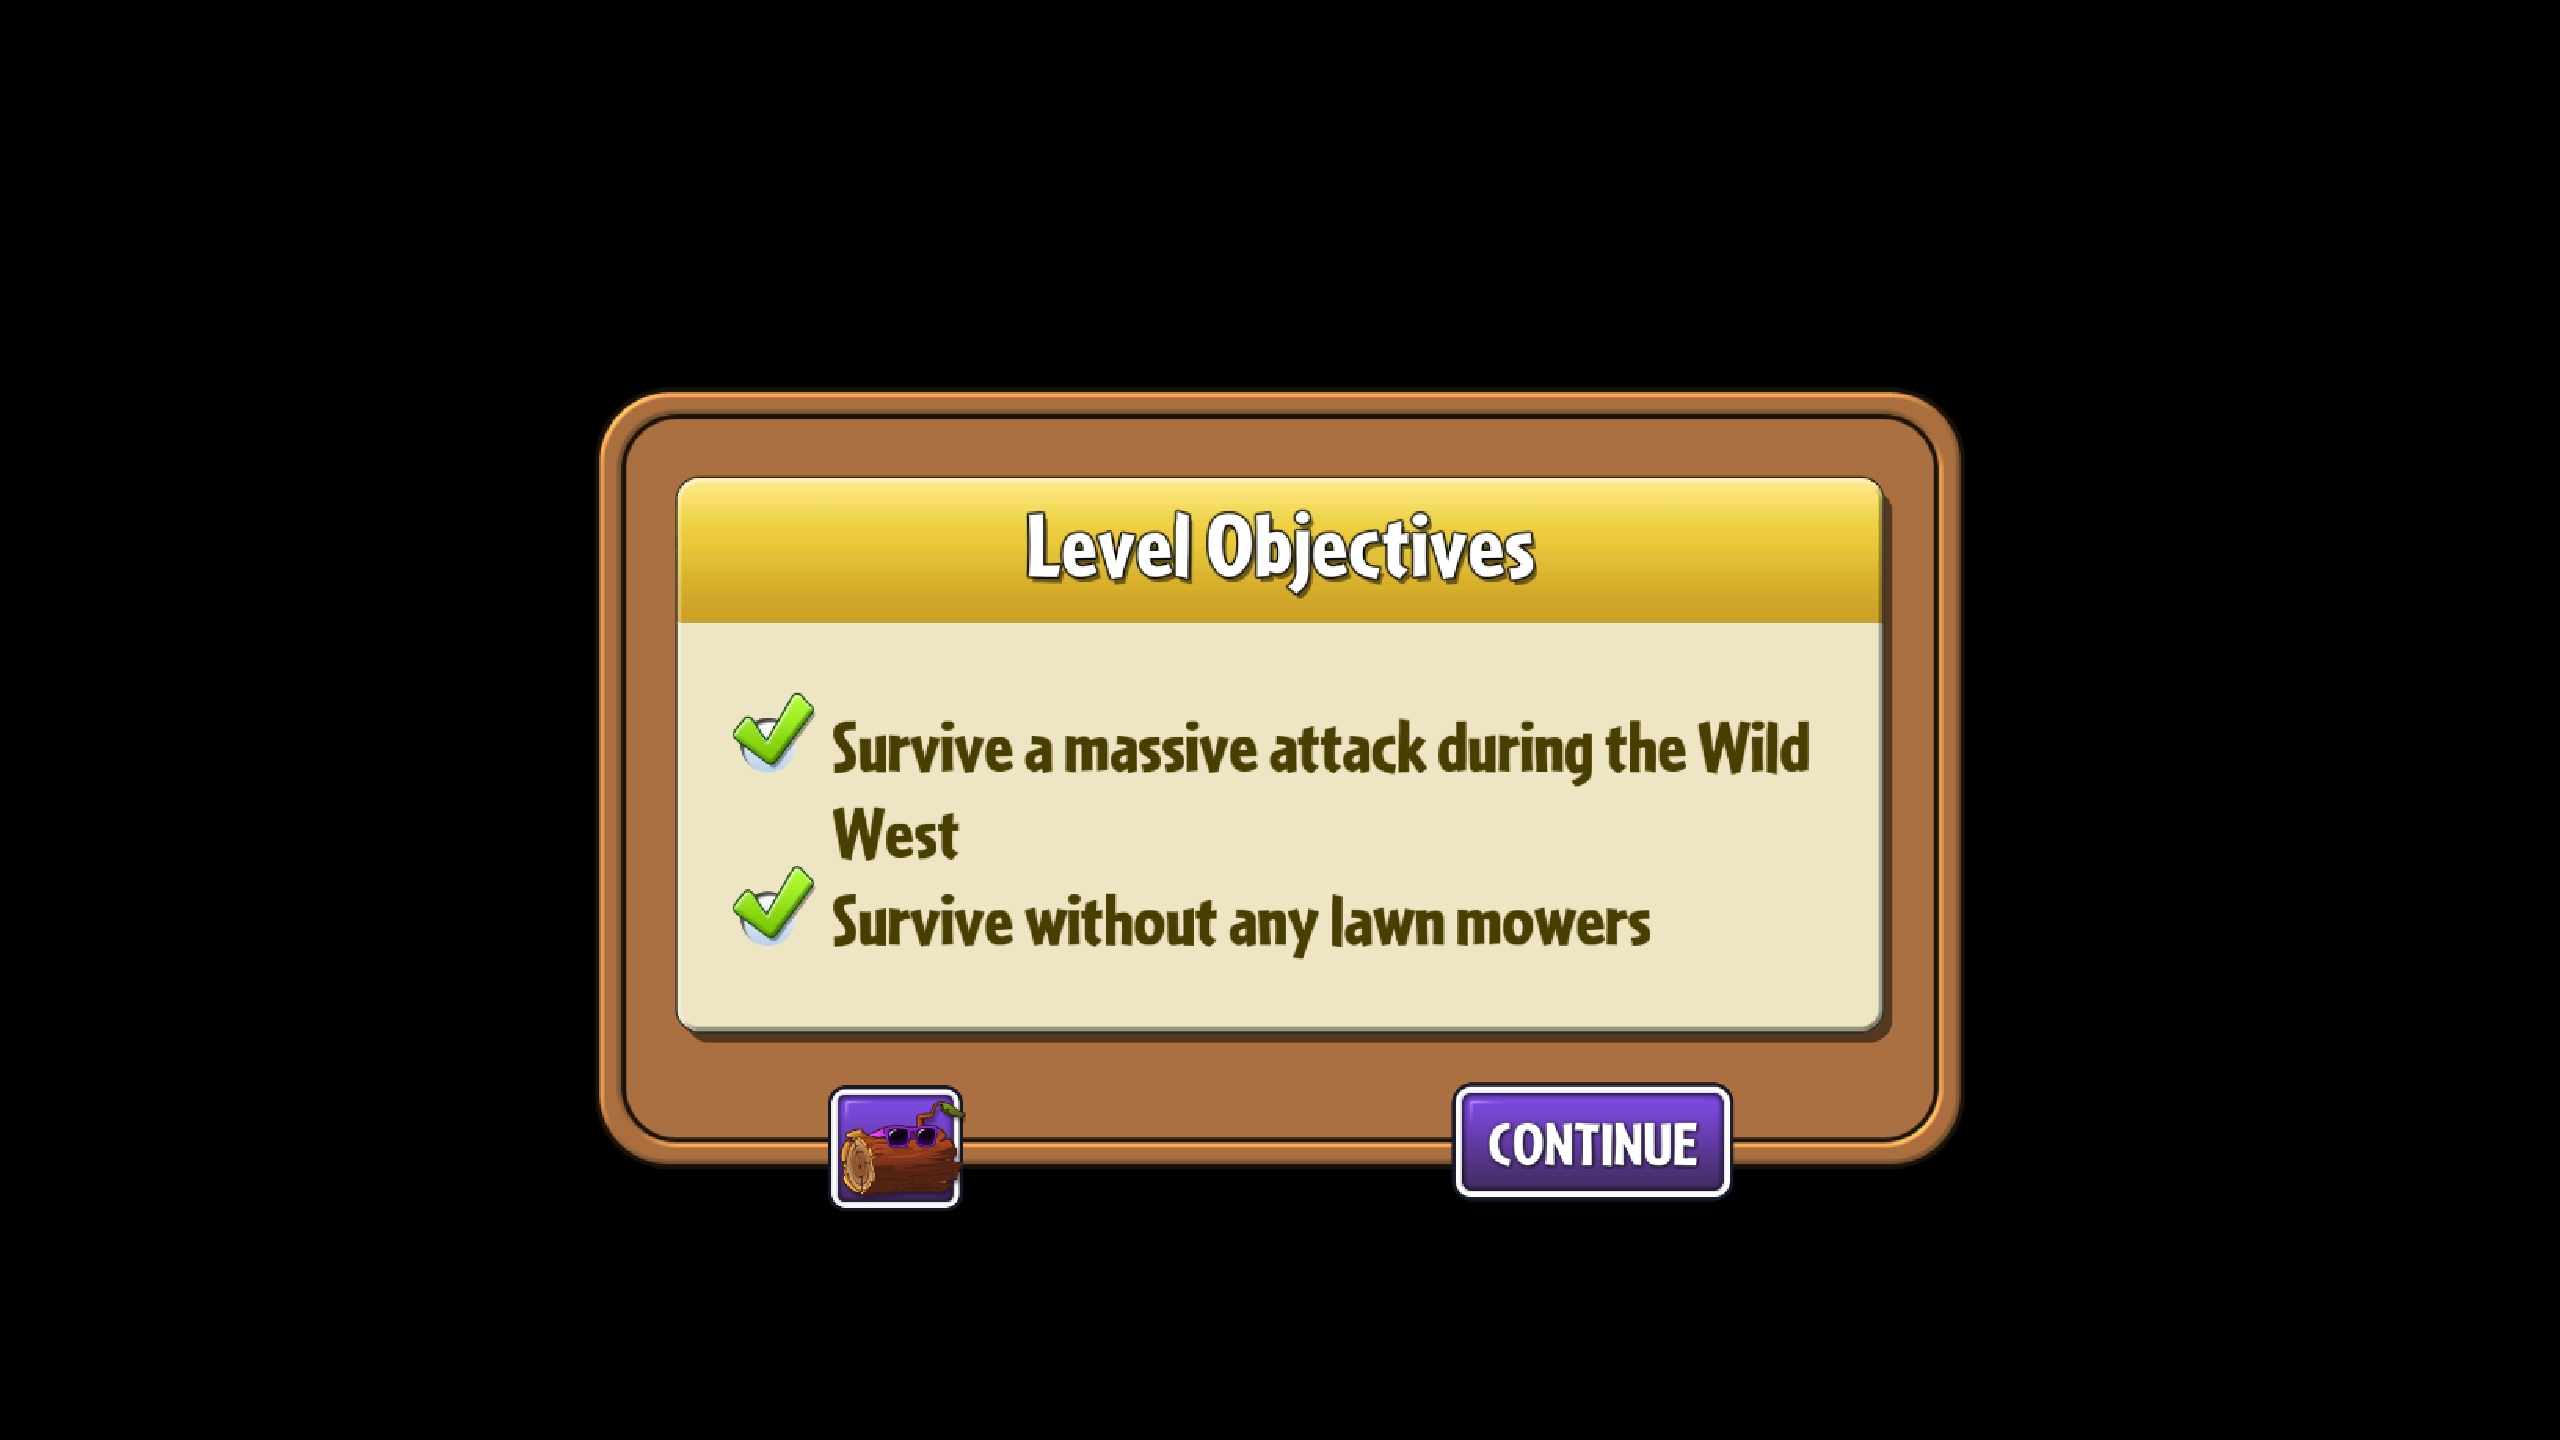 Level Objectives
Survive a massive attack during the Wild
West
Survive without any lawn mowers
CONTINUE